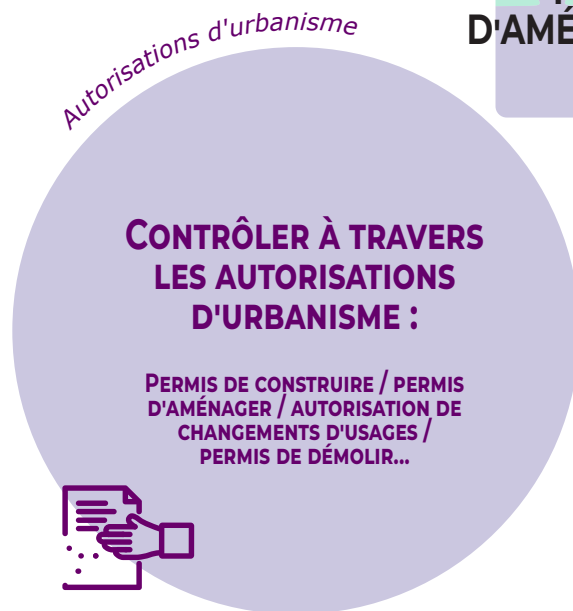 Autorisations d'urbanisme
D'AMÉ
CONTRÔLER À TRAVERS
LES AUTORISATIONS
D'URBANISME :
PERMIS DE CONSTRUIRE / PERMIS
D'AMÉNAGER / AUTORISATION DE
CHANGEMENTS D'USAGES /
PERMIS DE DÉMOLIR...